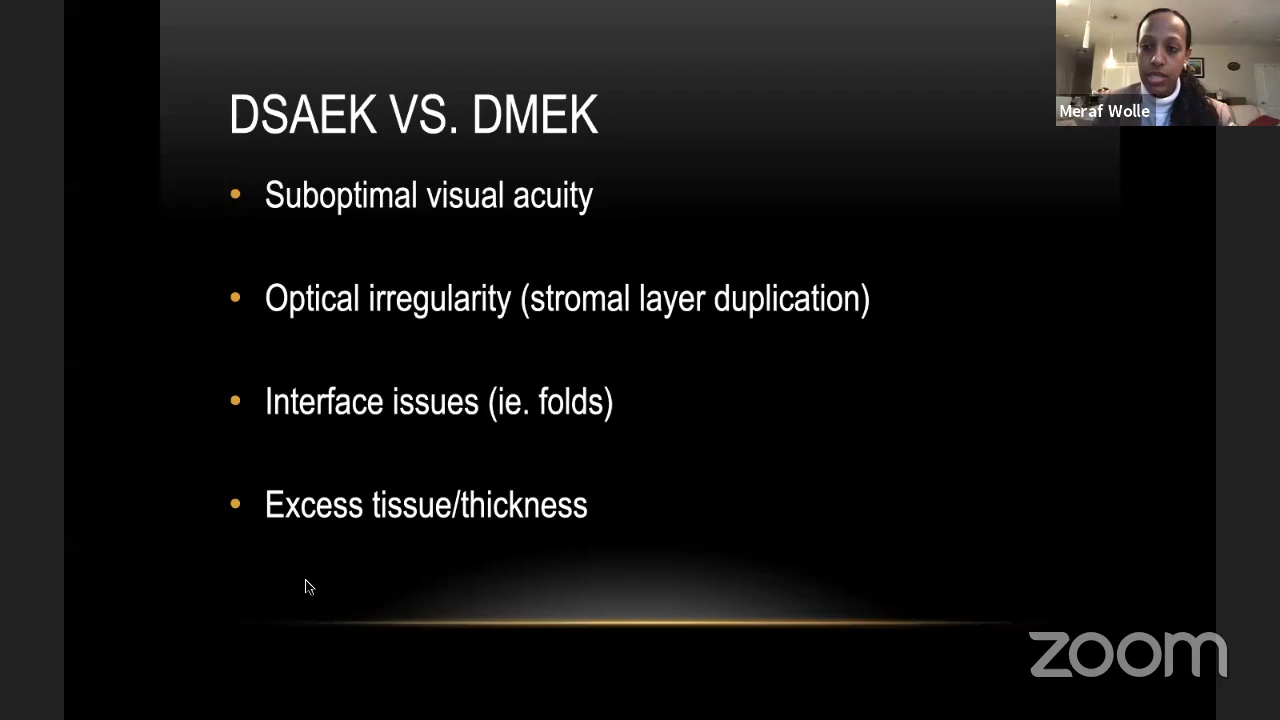 DSAEK VS. DMEK
• Suboptimal visual acuity
• Optical irregularity (stromal layer duplication)
• Interface issues (ie. folds)
• Excess tissue/thickness
Meraf Wolle
zoom